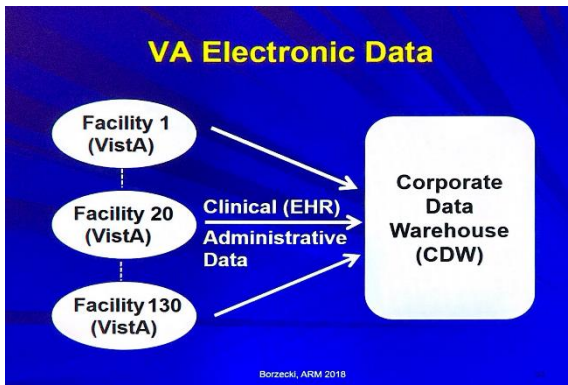 VA Electronic Data
Facility 1
(VistA)
Facility 20
(VistA)
Facility 130
(VistA)
Clinical (EHR)
Administrative
Data
Corporate
Data
Warehouse
(CDW)
Borzecki, ARM 2018